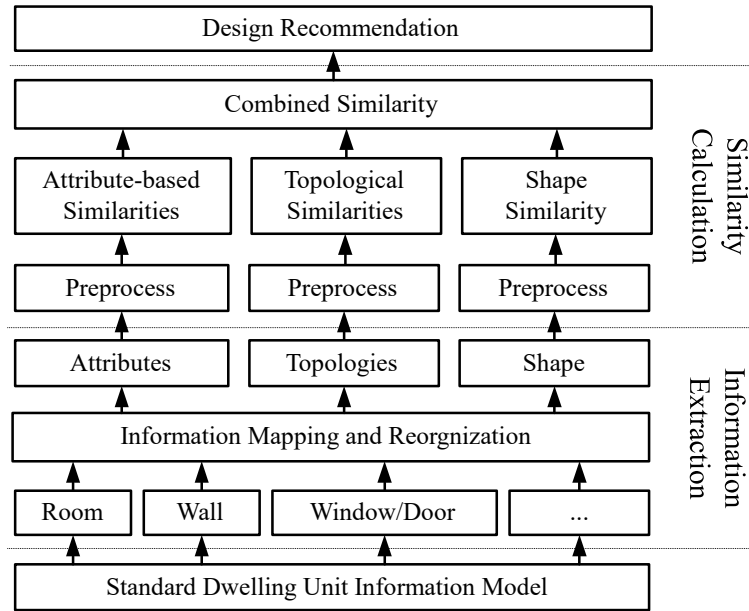 Design Recommendation
Combined Similarity
Attribute-based
Similarities
Topological
Similarities
Shape
Similarity
Similarity
Calculation
Preprocess
Preprocess
Preprocess
Attributes
Topologies
Shape
Information
Extraction
Information Mapping and Reorgnization
Room
Wall
Window/Door
...
Standard Dwelling Unit Information Model